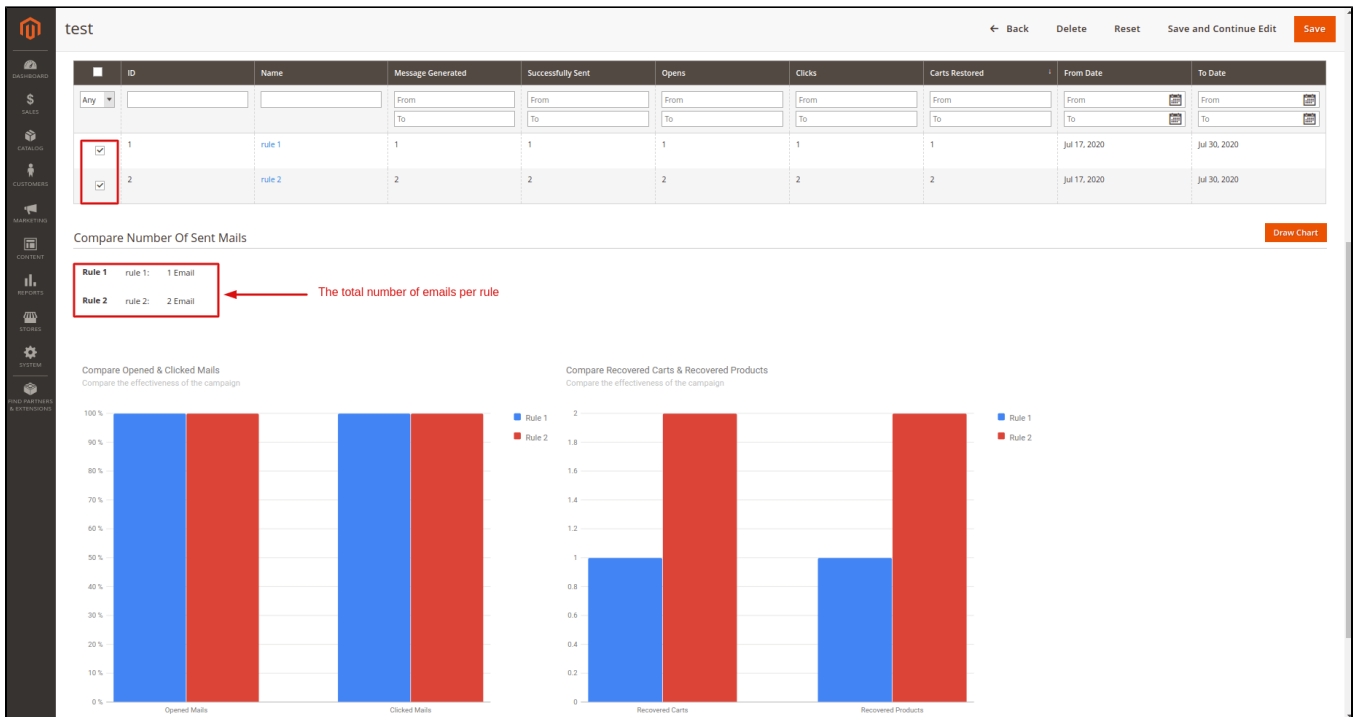 test
← Back Delete Reset Save and Continue Edit Save
DASHBOARD
SALES
CATALOG
CUSTOMERS
MARKETING
CONTENT
REPORTS
STORES
SYSTEM
FIND PARTNERS
& EXTENSIONS
ID Name Message Generated Successfully Sent Opens Clicks Carts Restored ↓ From Date To Date
Any From From From From From From From
To To To To To To To
1 rule 1 1 1 1 1 1 Jul 17, 2020 Jul 30, 2020
2 rule 2 2 2 2 2 2 Jul 17, 2020 Jul 30, 2020
Compare Number Of Sent Mails Draw Chart
Rule 1 rule 1: 1 Email
Rule 2 rule 2: 2 Email
The total number of emails per rule
Compare Opened & Clicked Mails
Compare the effectiveness of the campaign
100 %
90 %
80 %
70 %
60 %
50 %
40 %
30 %
20 %
10 %
0 %
Opened Mails Clicked Mails
Rule 1
Rule 2
Compare Recovered Carts & Recovered Products
Compare the effectiveness of the campaign
2
1.8
1.6
1.4
1.2
1
0.8
0.6
0.4
0.2
0
Recovered Carts Recovered Products
Rule 1
Rule 2